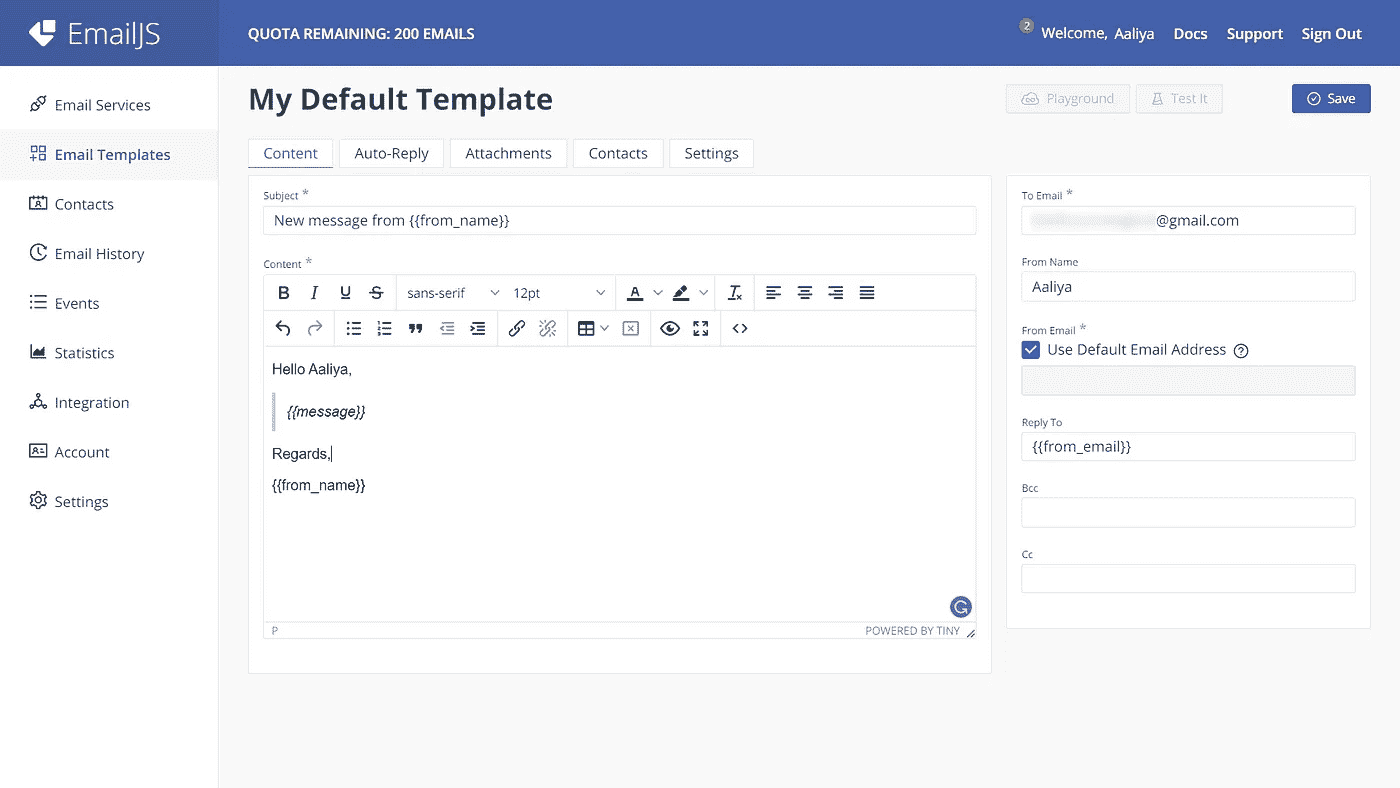 EmailJS
QUOTA REMAINING: 200 EMAILS
2
Welcome, Aaliya
Docs
Support
Sign Out
Email Services
Email Templates
Contacts
Email History
Events
Statistics
Integration
Account
Settings
My Default Template
Playground
Test It
Save
Content
Auto-Reply
Attachments
Contacts
Settings
Subject *
New message from {{from_name}}
Content *
B I U S sans-serif 12pt A
Hello Aaliya,
{{message}}
Regards,
{{from_name}}
P
POWERED BY TINY
To Email *
@gmail.com
From Name
Aaliya
From Email *
Use Default Email Address ?
Reply To
{{from_email}}
Bcc
Cc